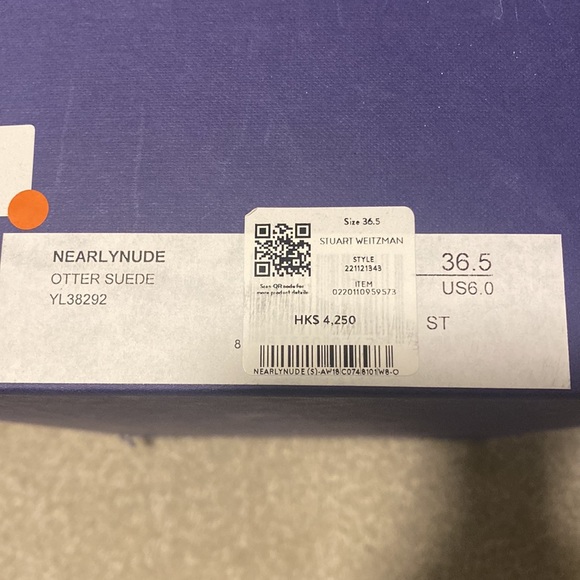 NEARLYNUDE
OTTER SUEDE
YL38292
8
Size 36.5
STUART WEITZMAN
STYLE
221121343
ITEM
0220110959573
Scan QR code for
more product details
HK$ 4,250
NEARLYNUDE (S)-AW18
36.5
US6.0
ST